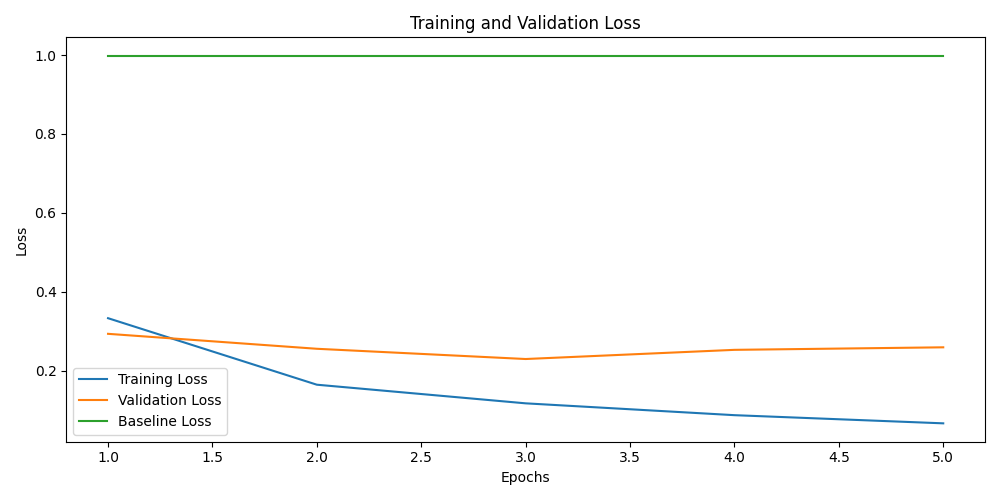 Training and Validation Loss
1.0
0.8
0.6
0.4
0.2
Loss
Training Loss
Validation Loss
Baseline Loss
1.0 1.5 2.0 2.5 3.0 3.5 4.0 4.5 5.0
Epochs